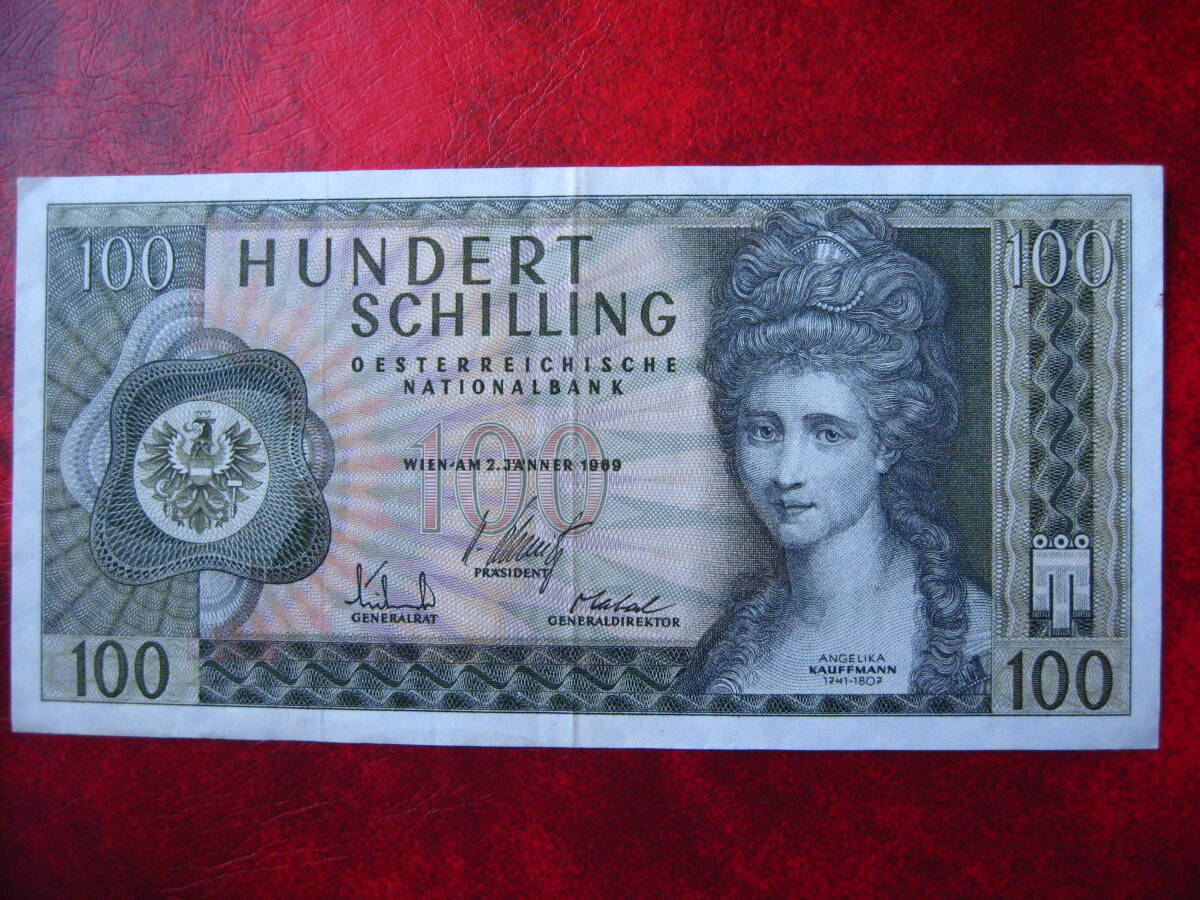 100
HUNDERT
SCHILLING
OESTERREICHISCHE
NATIONALBANK
100
100
WIEN·AM 2. JÄNNER 1969
PRÄSIDENT
GENERALRAT
GENERALDIREKTOR
ANGELIKA
KAUFFMANN
1741-1807
100
100